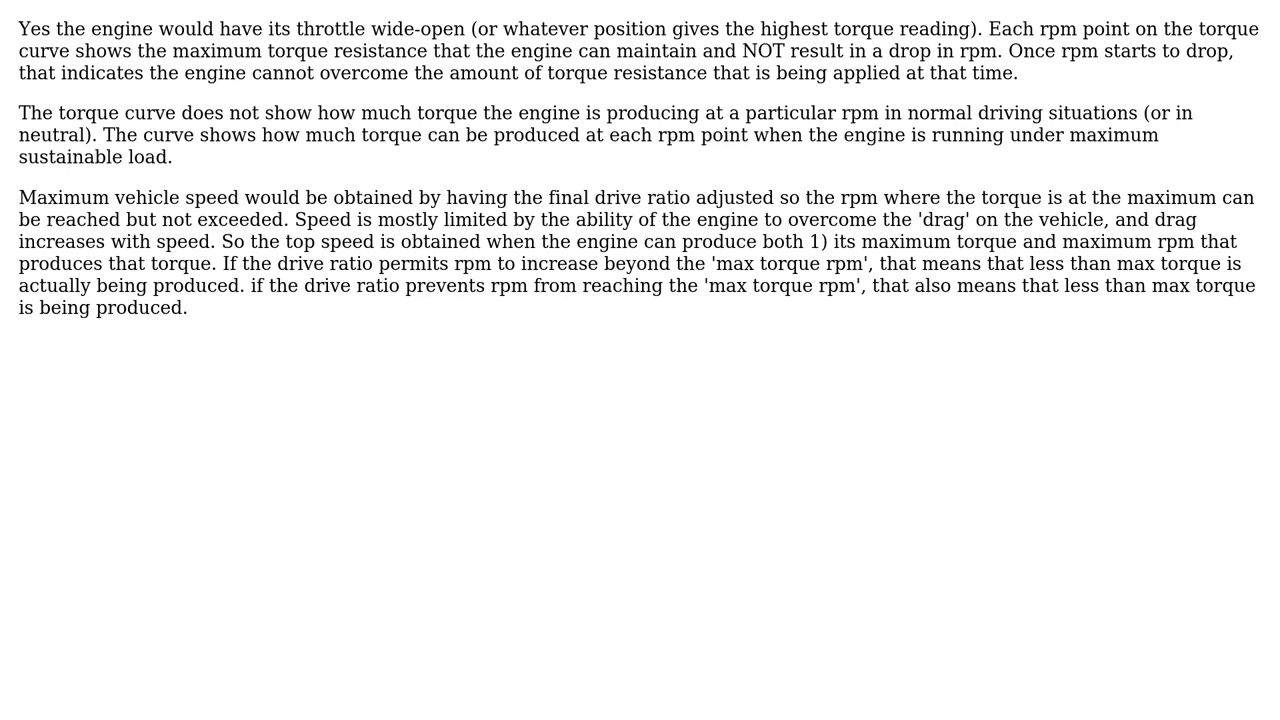 Yes the engine would have its throttle wide-open (or whatever position gives the highest torque reading). Each rpm point on the torque
curve shows the maximum torque resistance that the engine can maintain and NOT result in a drop in rpm. Once rpm starts to drop,
that indicates the engine cannot overcome the amount of torque resistance that is being applied at that time.
The torque curve does not show how much torque the engine is producing at a particular rpm in normal driving situations (or in
neutral). The curve shows how much torque can be produced at each rpm point when the engine is running under maximum
sustainable load.
Maximum vehicle speed would be obtained by having the final drive ratio adjusted so the rpm where the torque is at the maximum can
be reached but not exceeded. Speed is mostly limited by the ability of the engine to overcome the 'drag' on the vehicle, and drag
increases with speed. So the top speed is obtained when the engine can produce both 1) its maximum torque and maximum rpm that
produces that torque. If the drive ratio permits rpm to increase beyond the 'max torque rpm', that means that less than max torque is
actually being produced. if the drive ratio prevents rpm from reaching the 'max torque rpm', that also means that less than max torque
is being produced.